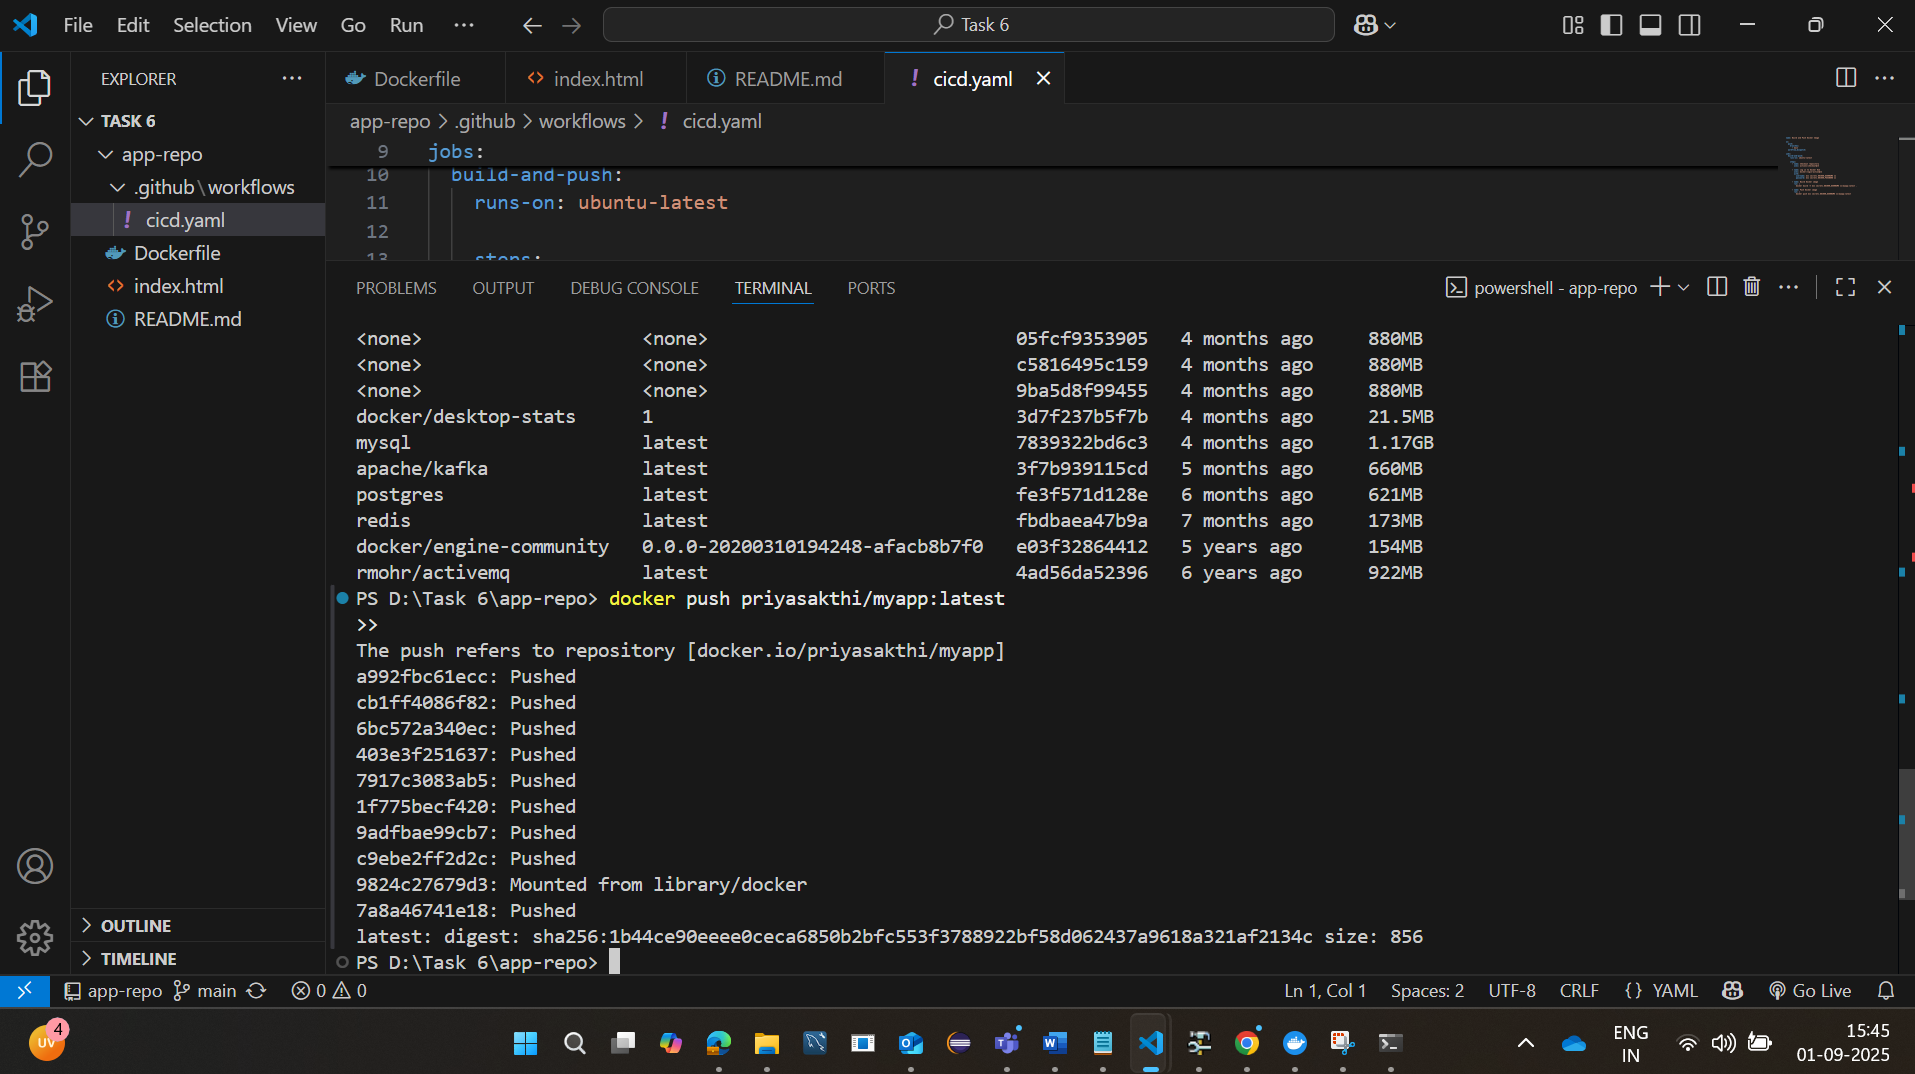 File Edit Selection View Go Run ··· Task 6
EXPLORER ···
Dockerfile index.html README.md cicd.yaml
TASK 6
app-repo
.github\workflows
cicd.yaml
Dockerfile
index.html
README.md
OUTLINE
TIMELINE
app-repo > .github > workflows > cicd.yaml
9 jobs:
10 build-and-push:
11 runs-on: ubuntu-latest
12
13 steps:
PROBLEMS OUTPUT DEBUG CONSOLE TERMINAL PORTS powershell - app-repo
<none> <none> 05fcf9353905 4 months ago 880MB
<none> <none> c5816495c159 4 months ago 880MB
<none> <none> 9ba5d8f99455 4 months ago 880MB
docker/desktop-stats 1 3d7f237b5f7b 4 months ago 21.5MB
mysql latest 7839322bd6c3 4 months ago 1.17GB
apache/kafka latest 3f7b939115cd 5 months ago 660MB
postgres latest fe3f571d128e 6 months ago 621MB
redis latest fbdbaea47b9a 7 months ago 173MB
docker/engine-community 0.0.0-20200310194248-afacb8b7f0 e03f32864412 5 years ago 154MB
rmohr/activemq latest 4ad56da52396 6 years ago 922MB
PS D:\Task 6\app-repo> docker push priyasakthi/myapp:latest
>>
The push refers to repository [docker.io/priyasakthi/myapp]
a992fbc61ecc: Pushed
cb1ff4086f82: Pushed
6bc572a340ec: Pushed
403e3f251637: Pushed
7917c3083ab5: Pushed
1f775becf420: Pushed
9adfbae99cb7: Pushed
c9ebe2ff2d2c: Pushed
9824c27679d3: Mounted from library/docker
7a8a46741e18: Pushed
latest: digest: sha256:1b44ce90eeee0ceca6850b2bfc553f3788922bf58d062437a9618a321af2134c size: 856
PS D:\Task 6\app-repo>
app-repo main 0 0 Ln 1, Col 1 Spaces: 2 UTF-8 CRLF {} YAML Go Live
UV 4
ENG
IN
15:45
01-09-2025